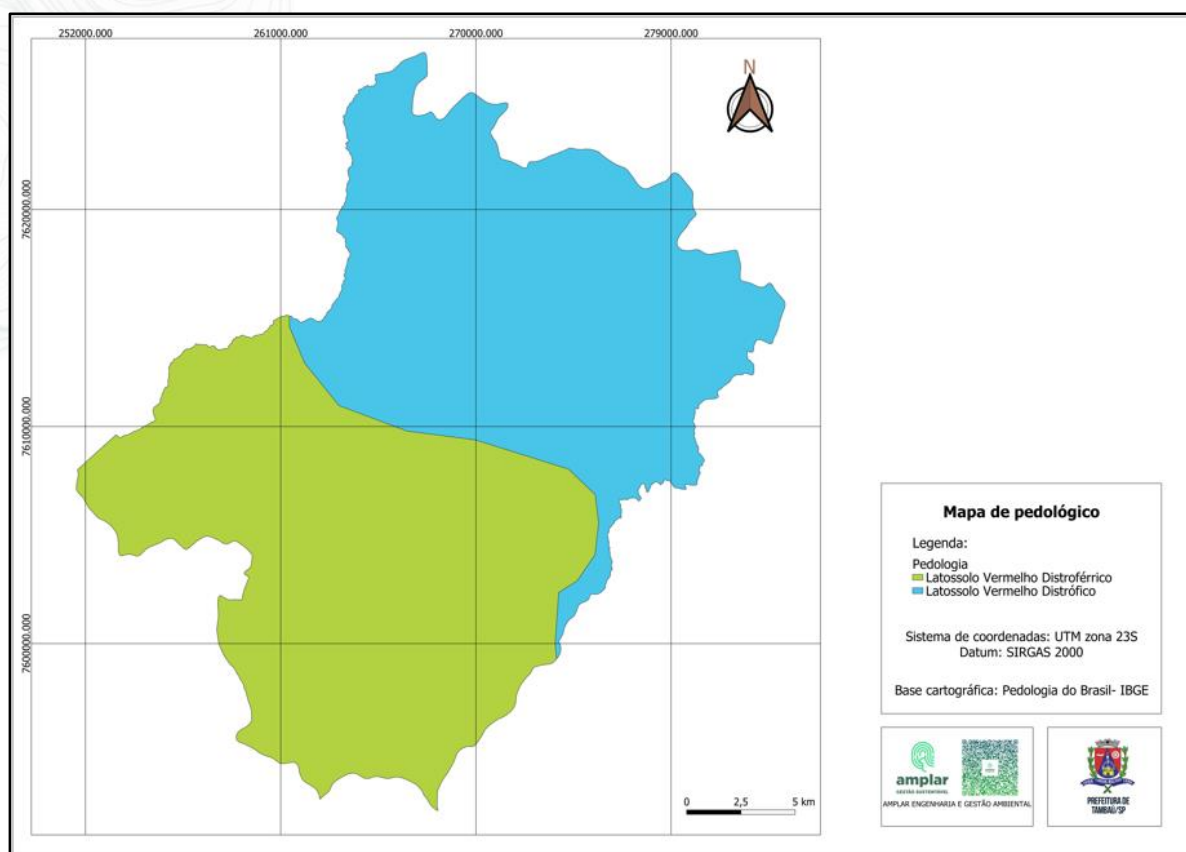 252000.000
261000.000
270000.000
279000.000
7620000.000
7610000.000
7600000.000
N
Mapa de pedológico
Legenda:
Pedologia
Latossolo Vermelho Distroférrico
Latossolo Vermelho Distrófico
Sistema de coordenadas: UTM zona 23S
Datum: SIRGAS 2000
Base cartográfica: Pedologia do Brasil- IBGE
0 2,5 5 km
amplar
GESTÃO SUSTENTÁVEL
AMPLAR ENGENHARIA E GESTÃO AMBIENTAL
PREFEITURA DE
TAMBAÚ/SP